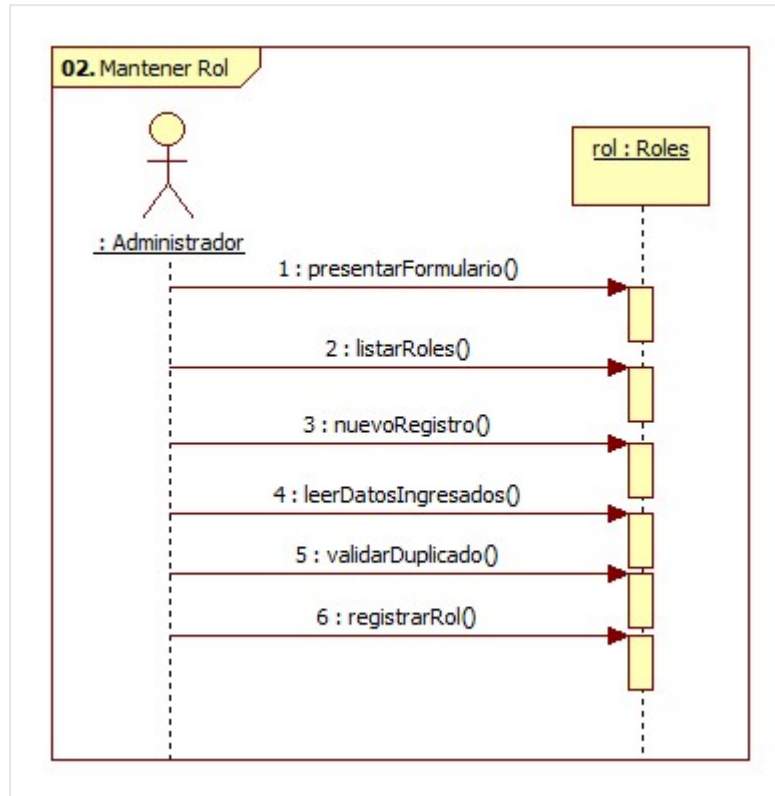 02. Mantener Rol
rol : Roles
: Administrador
1 : presentarFormulario()
2 : listarRoles()
3 : nuevoRegistro()
4 : leerDatosIngresados()
5 : validarDuplicado()
6 : registrarRol()